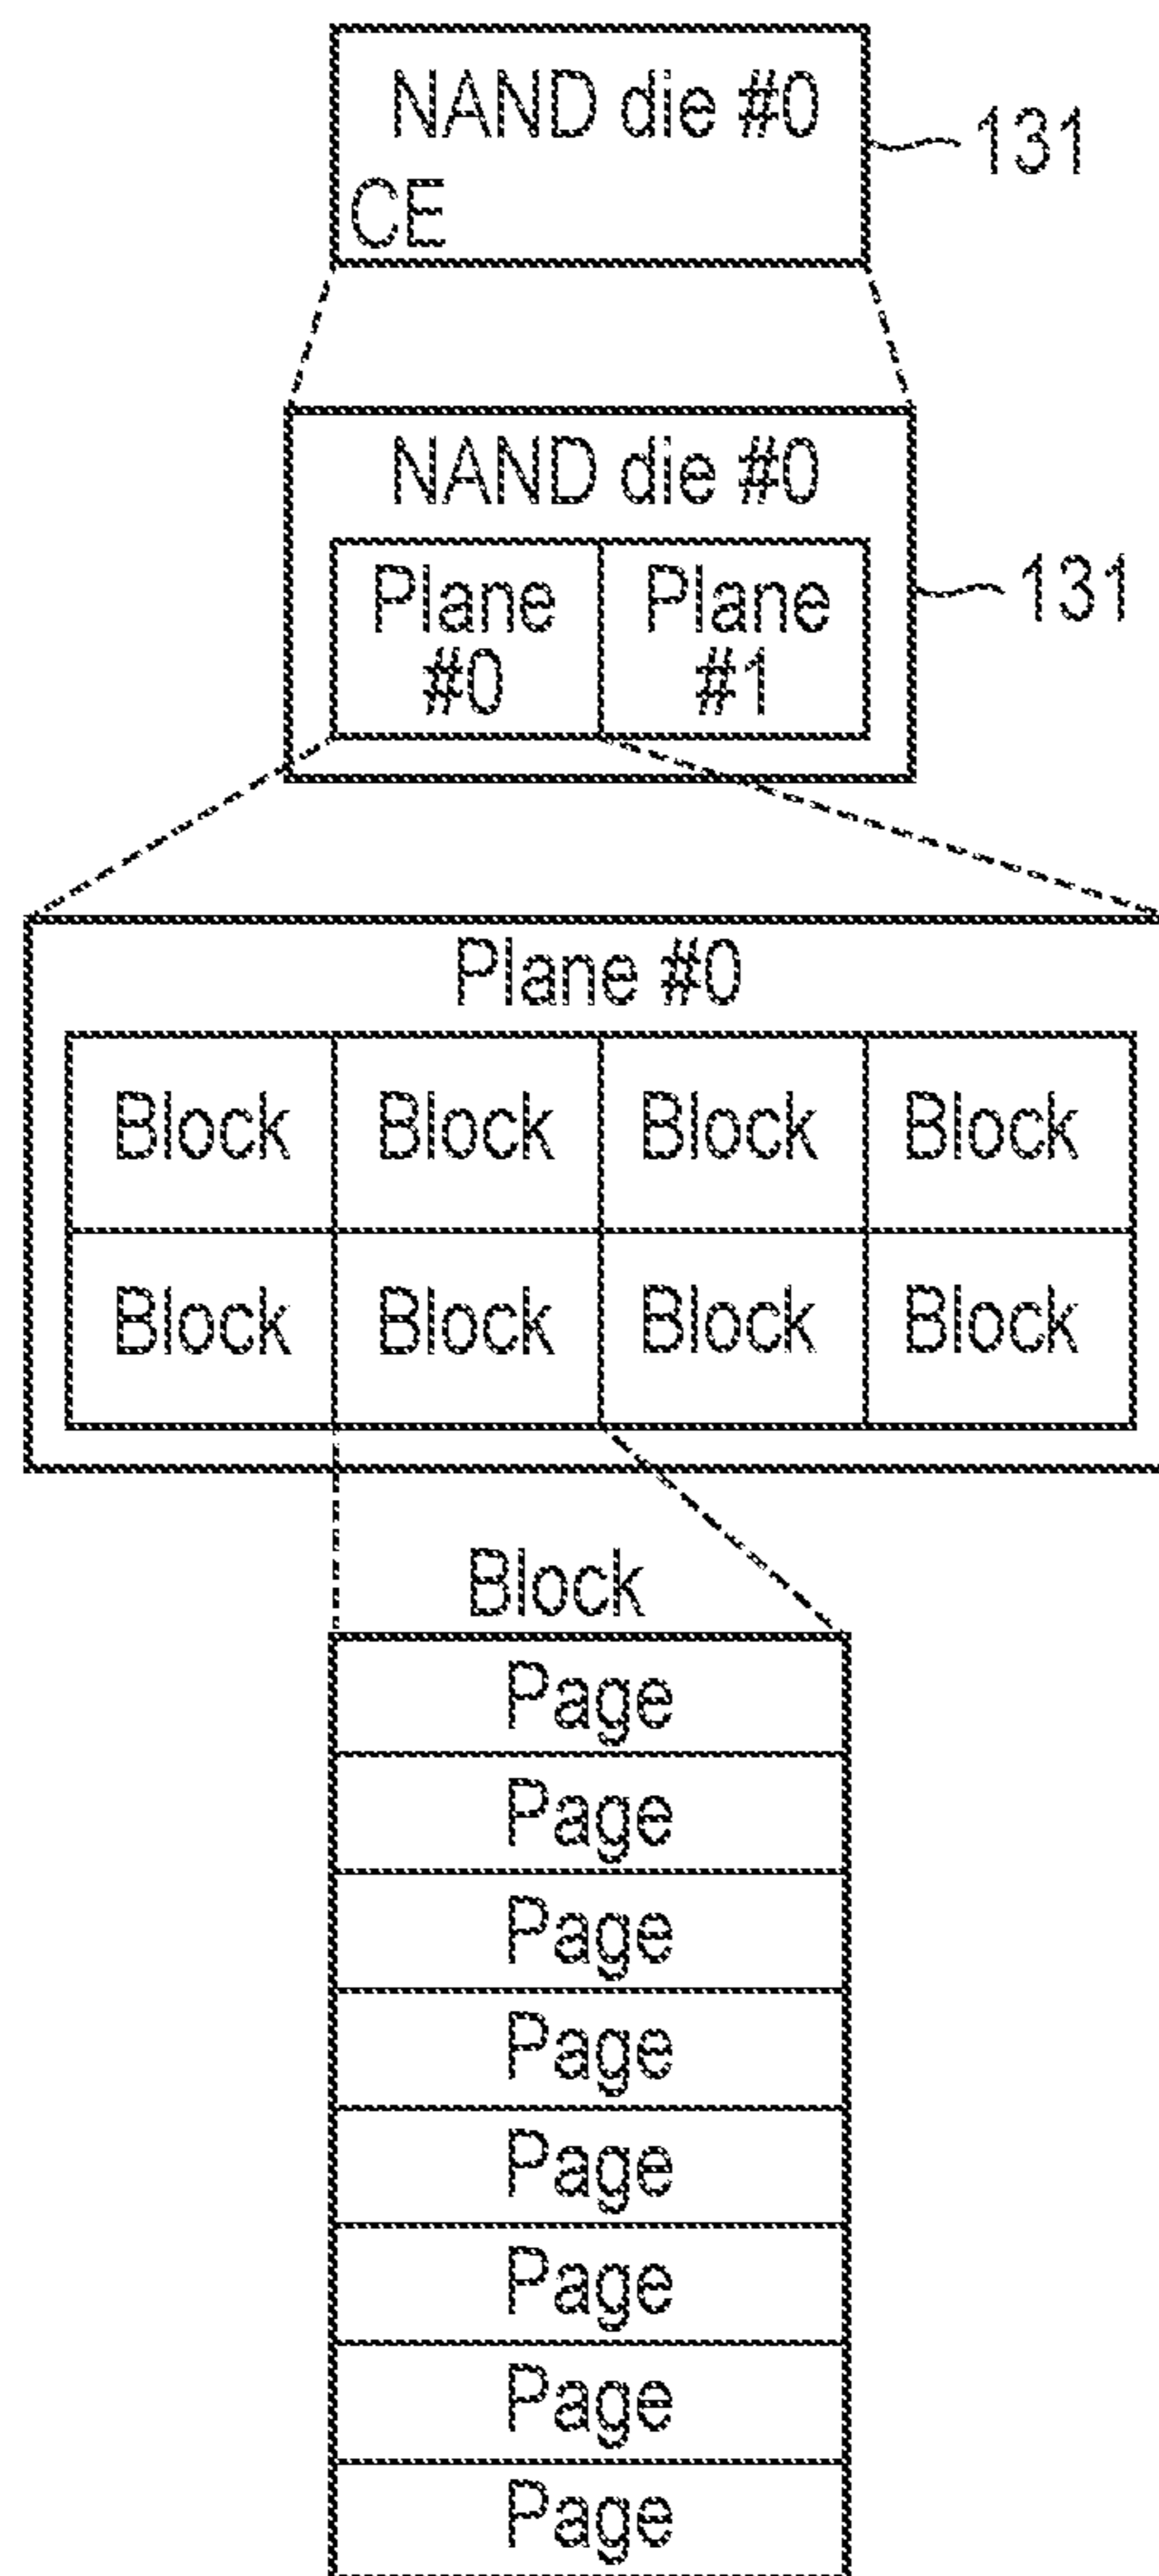 NAND die #0
CE
131
NAND die #0
Plane #0
Plane #1
131
Plane #0
Block Block Block Block
Block Block Block Block
Block
Page
Page
Page
Page
Page
Page
Page
Page